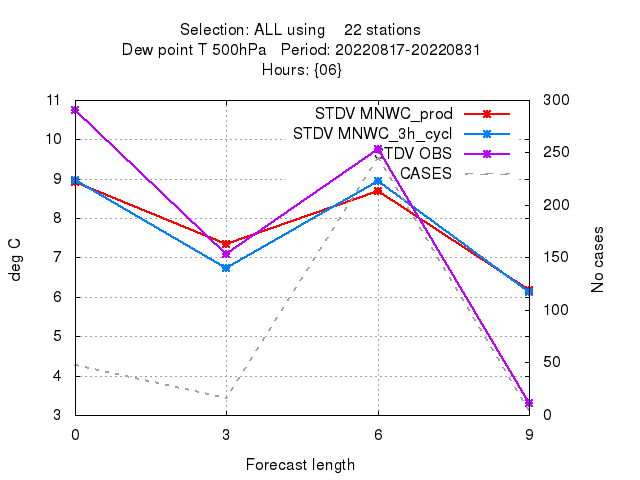 Selection: ALL using    22 stations
Dew point T 500hPa   Period: 20220817-20220831
Hours: {06}
STDV MNWC_prod
STDV MNWC_3h_cycl
TDV OBS
CASES
11
10
9
8
7
6
5
4
3
300
250
200
150
100
50
0
0
3
6
9
deg C
No cases
Forecast length